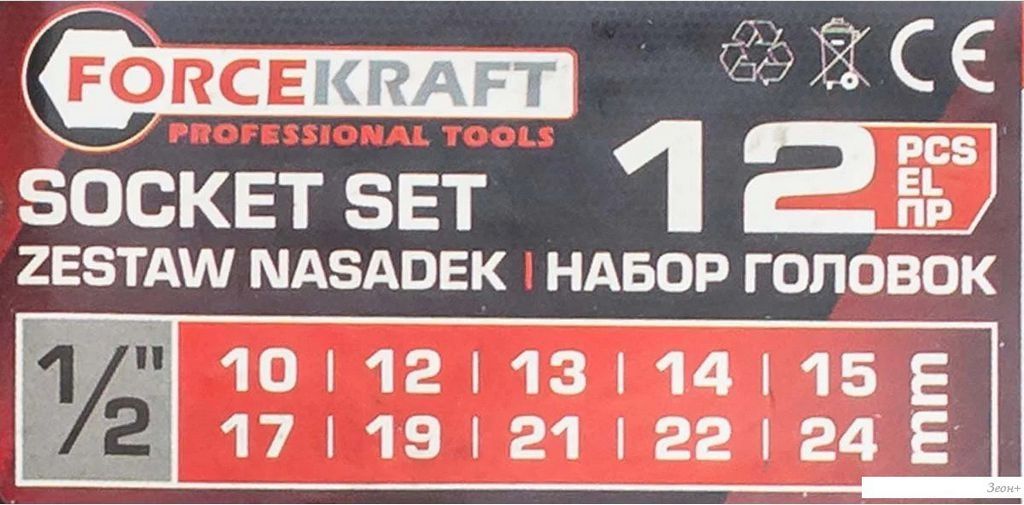 FORCEKRAFT
PROFESSIONAL TOOLS
CE
SOCKET SET
12 PCS
EL
ПР
ZESTAW NASADEK | НАБОР ГОЛОВОК
1/2"
10 | 12 | 13 | 14 | 15
17 | 19 | 21 | 22 | 24
mm
Зеон+